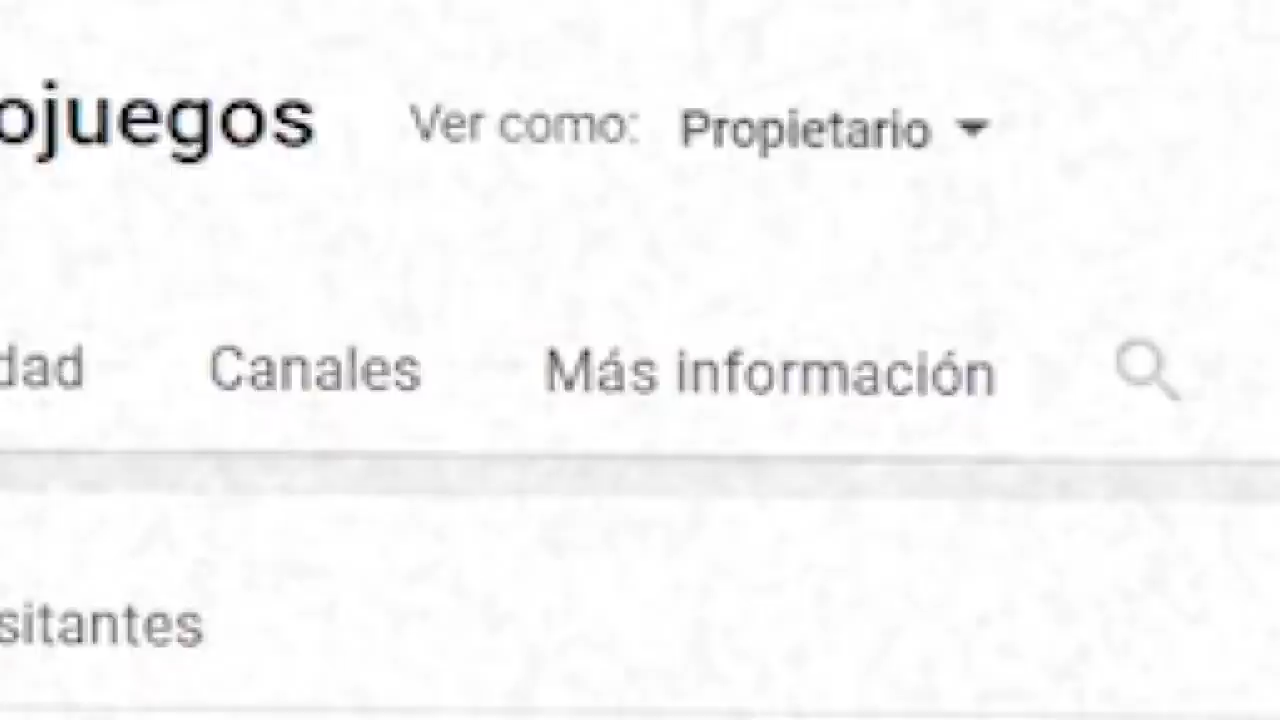 ojuegos Ver como: Propietario
dad Canales Más información
sitantes